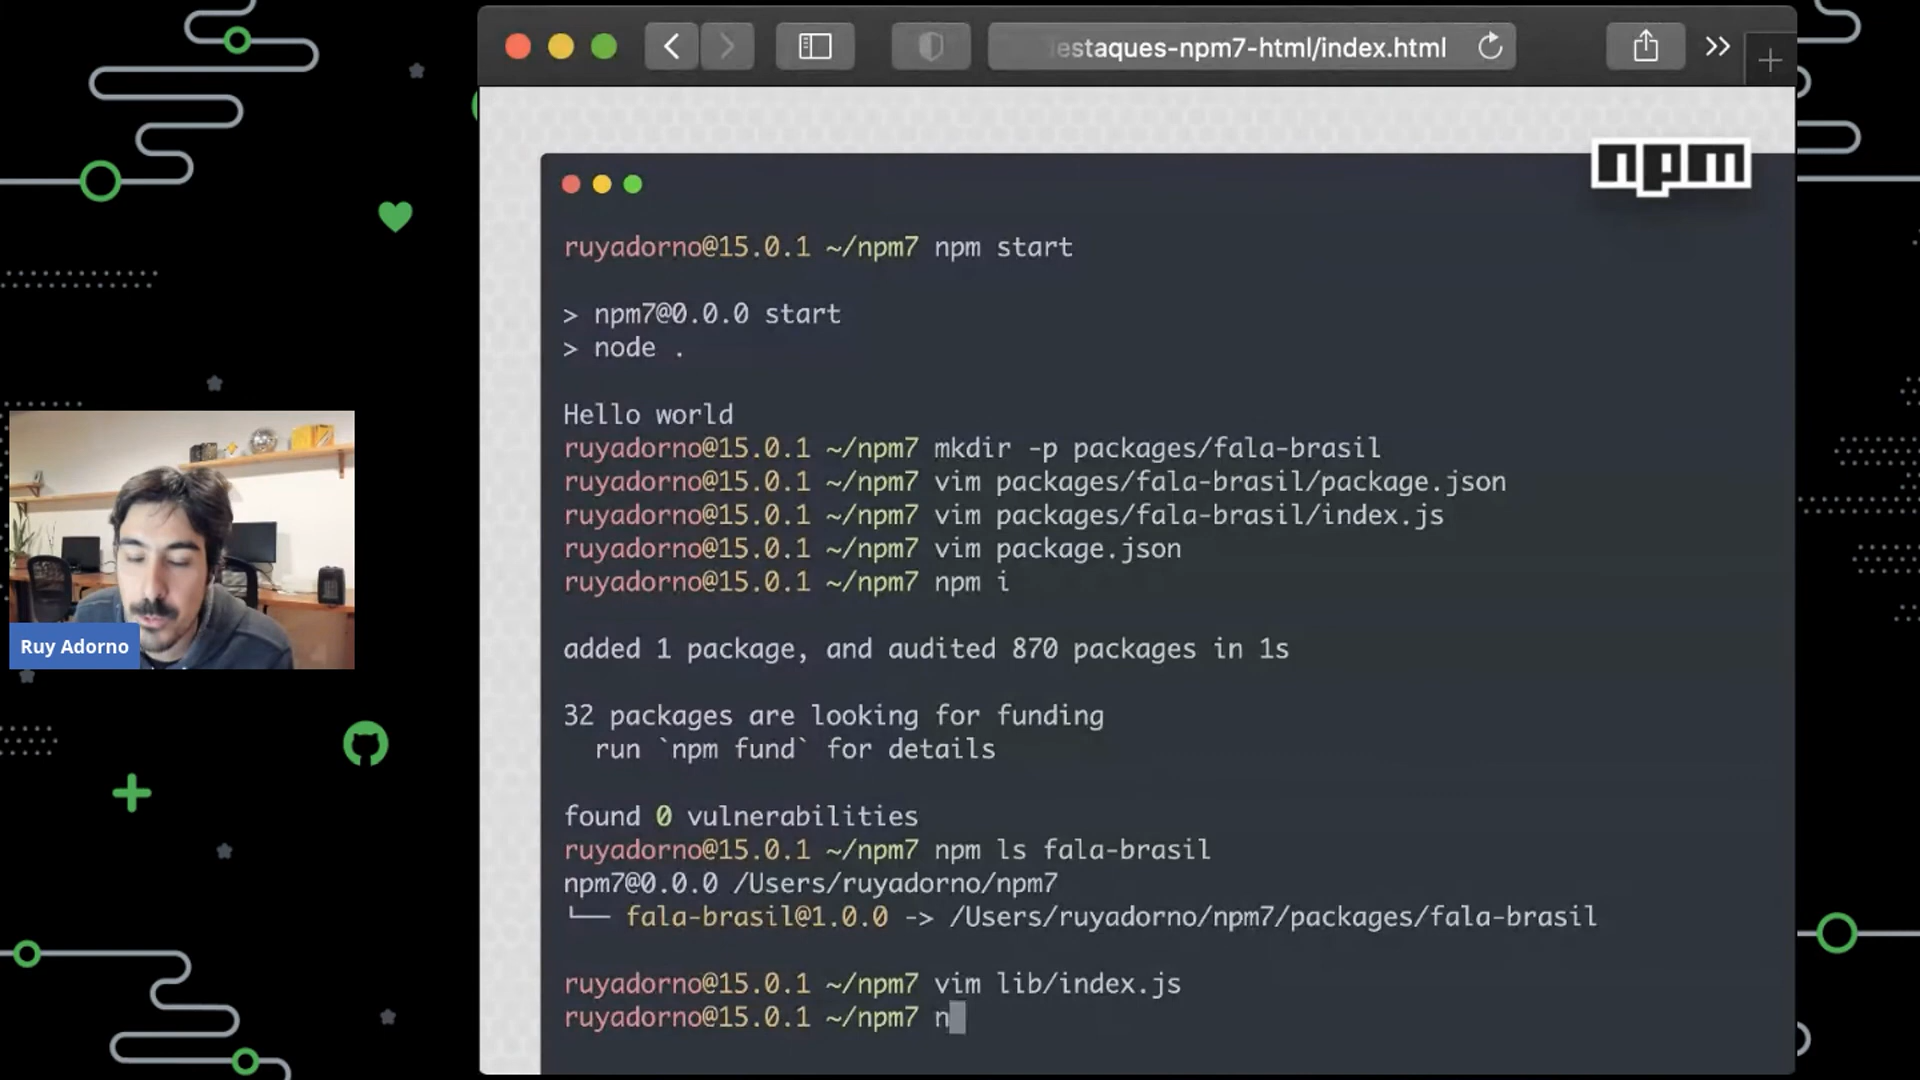 estaques-npm7-html/index.html
npm
ruyadorno@15.0.1 ~/npm7 npm start
> npm7@0.0.0 start
> node .
Hello world
ruyadorno@15.0.1 ~/npm7 mkdir -p packages/fala-brasil
ruyadorno@15.0.1 ~/npm7 vim packages/fala-brasil/package.json
ruyadorno@15.0.1 ~/npm7 vim packages/fala-brasil/index.js
ruyadorno@15.0.1 ~/npm7 vim package.json
ruyadorno@15.0.1 ~/npm7 npm i
added 1 package, and audited 870 packages in 1s
32 packages are looking for funding
run `npm fund` for details
found 0 vulnerabilities
ruyadorno@15.0.1 ~/npm7 npm ls fala-brasil
npm7@0.0.0 /Users/ruyadorno/npm7
└── fala-brasil@1.0.0 -> /Users/ruyadorno/npm7/packages/fala-brasil
ruyadorno@15.0.1 ~/npm7 vim lib/index.js
ruyadorno@15.0.1 ~/npm7 n
Ruy Adorno